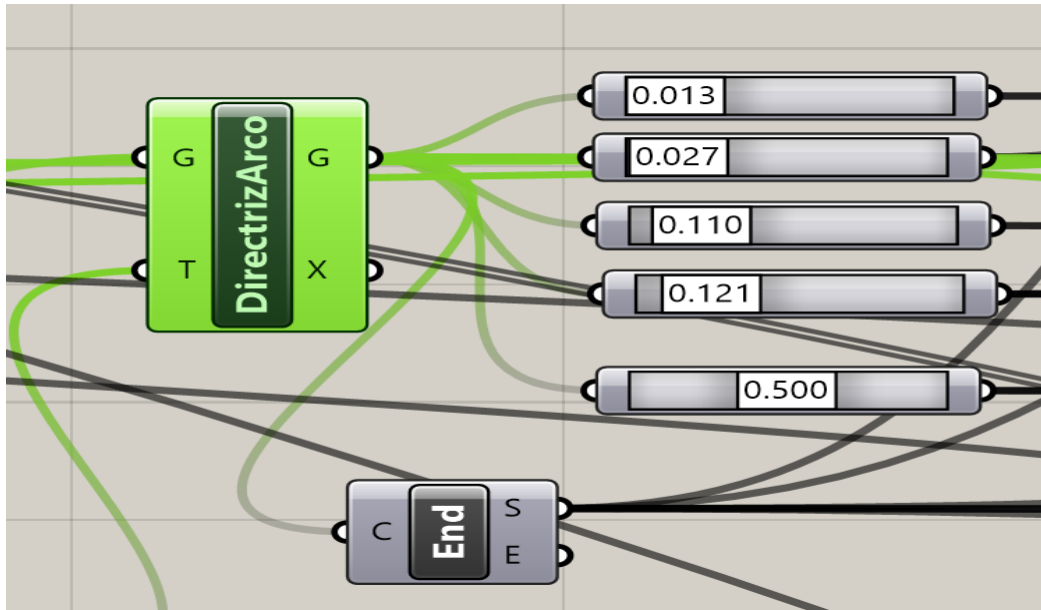 0.013
G
DirectrizArco
G
0.027
0.110
T
X
0.121
0.500
C
End
S
E